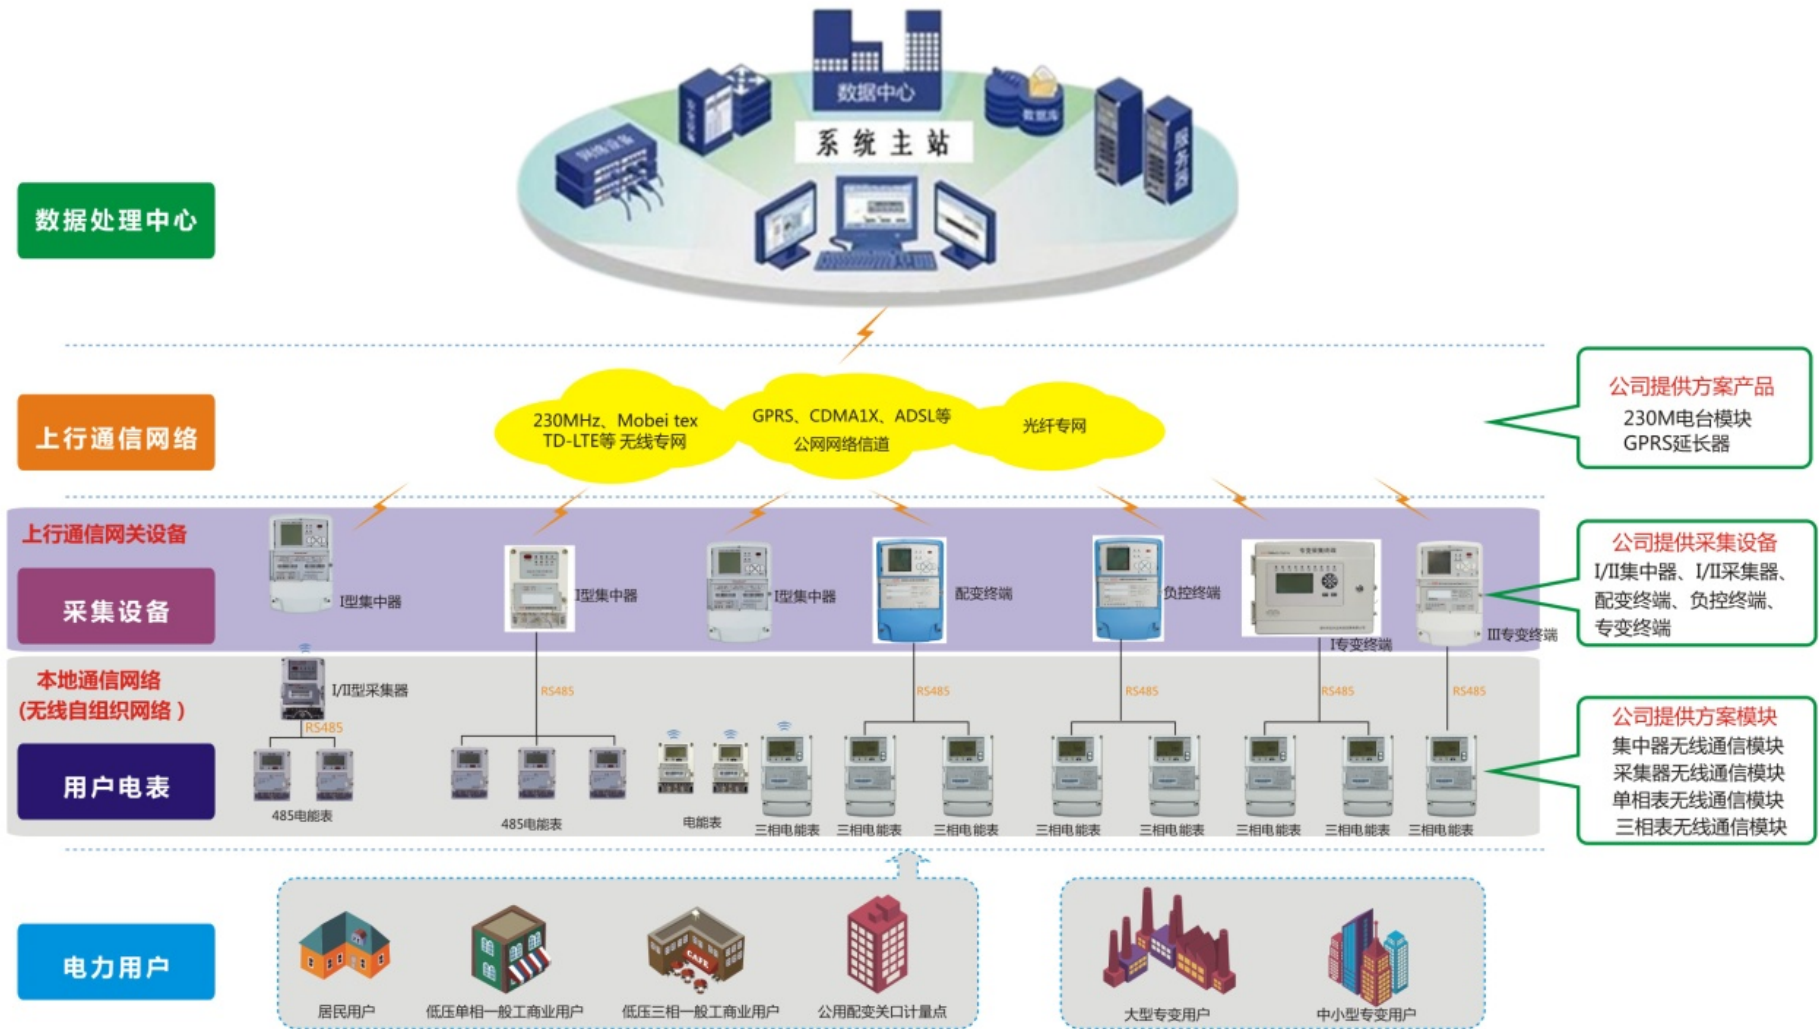 数据中心
系统主站
网络设备
数据库
服务器
数据处理中心
上行通信网络
230MHz、Mobei tex
TD-LTE等 无线专网
GPRS、CDMA1X、ADSL等
公网网络信道
光纤专网
公司提供方案产品
230M电台模块
GPRS延长器
上行通信网关设备
采集设备
I型集中器
I型集中器
I型集中器
配变终端
负控终端
专变采集终端
I专变终端
III专变终端
公司提供采集设备
I/II集中器、I/II采集器、
配变终端、负控终端、
专变终端
本地通信网络
(无线自组织网络)
I/II型采集器
RS485
RS485
RS485
RS485
RS485
RS485
用户电表
485电能表
485电能表
电能表
三相电能表
三相电能表
三相电能表
三相电能表
三相电能表
三相电能表
三相电能表
三相电能表
公司提供方案模块
集中器无线通信模块
采集器无线通信模块
单相表无线通信模块
三相表无线通信模块
电力用户
CAFE
居民用户
低压单相一般工商业用户
低压三相一般工商业用户
公用配变关口计量点
大型专变用户
中小型专变用户